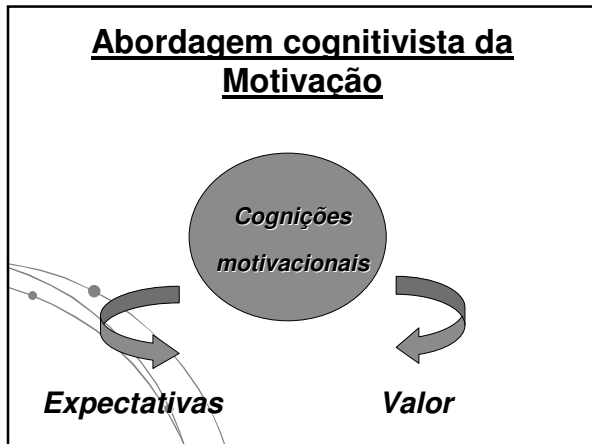 Abordagem cognitivista da
Motivação
Cognições
motivacionais
Expectativas
Valor